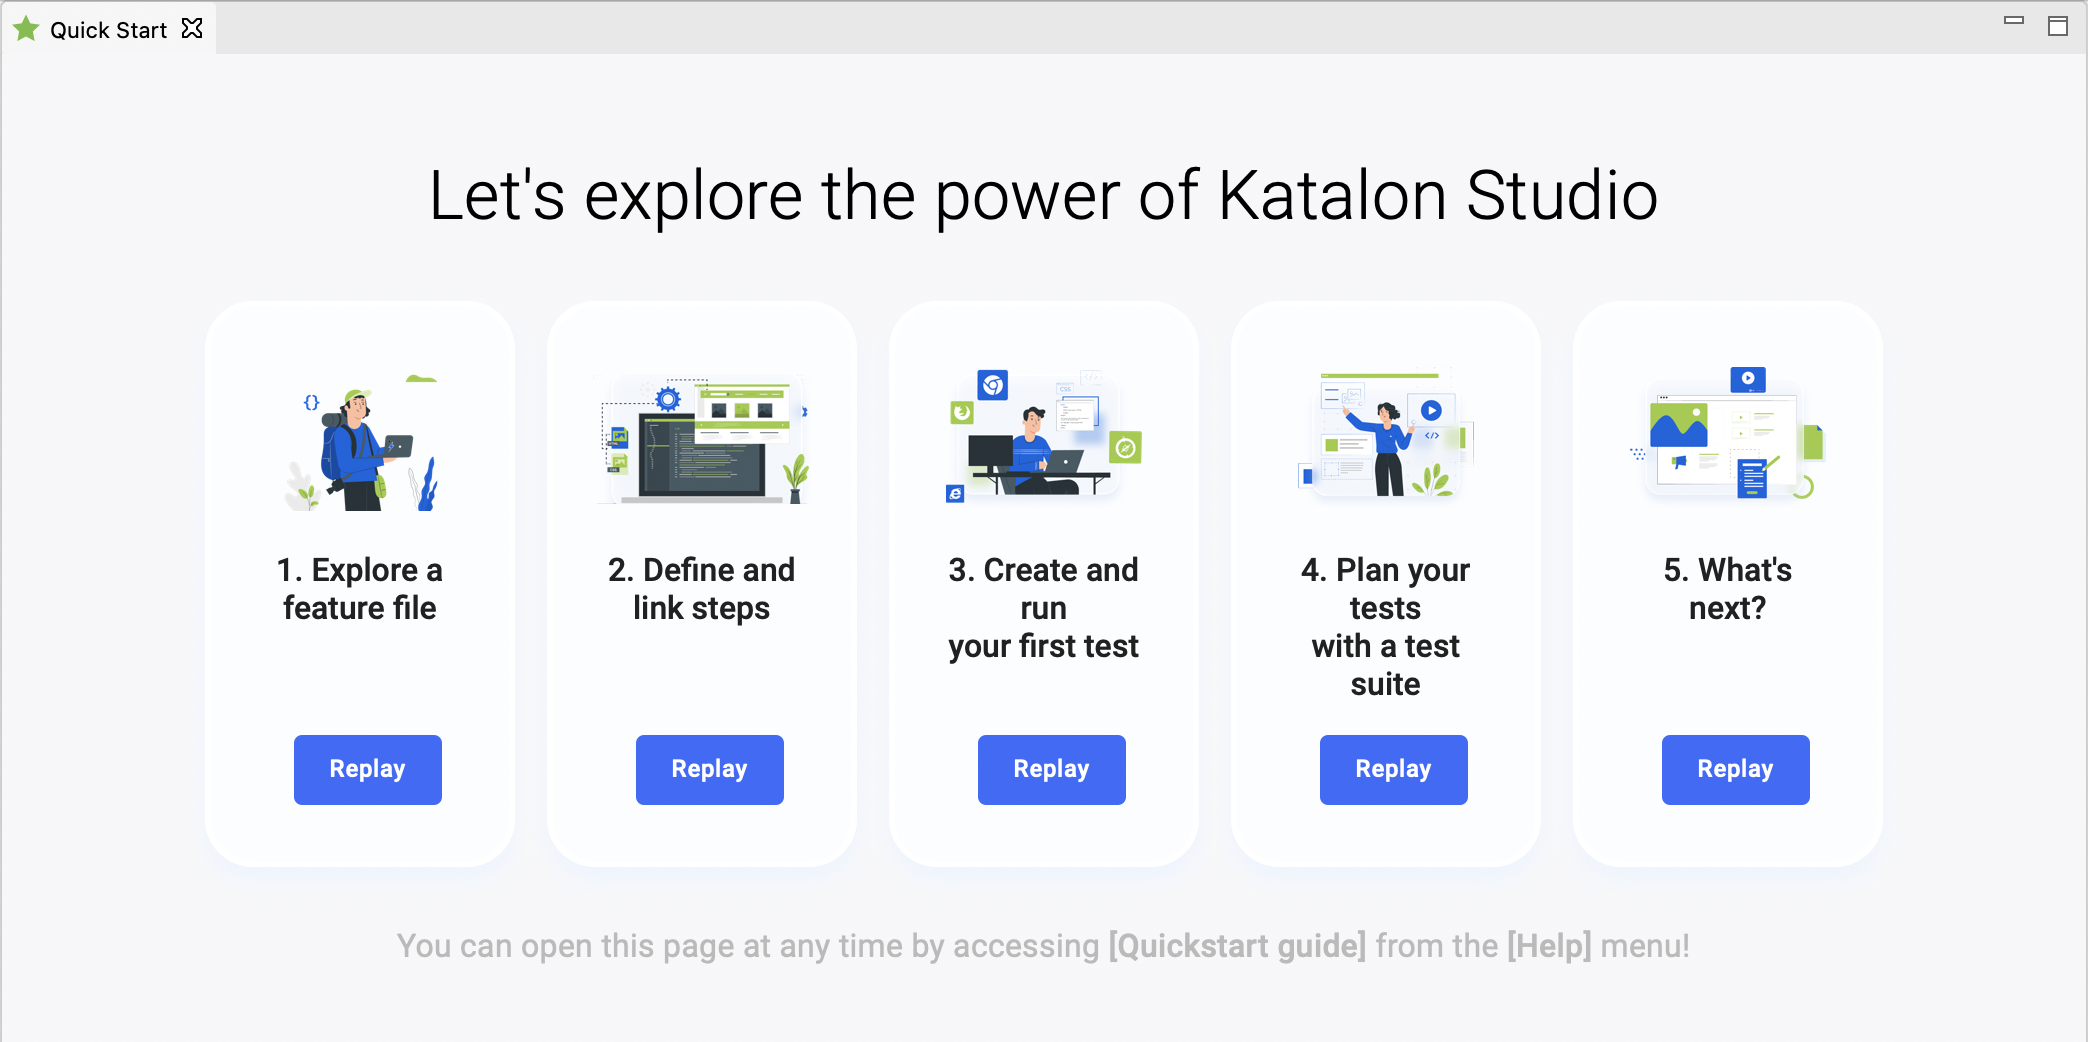 Quick Start
Let's explore the power of Katalon Studio
1. Explore a
feature file
Replay
2. Define and
link steps
Replay
3. Create and
run
your first test
Replay
4. Plan your
tests
with a test
suite
Replay
5. What's
next?
Replay
You can open this page at any time by accessing [Quickstart guide] from the [Help] menu!